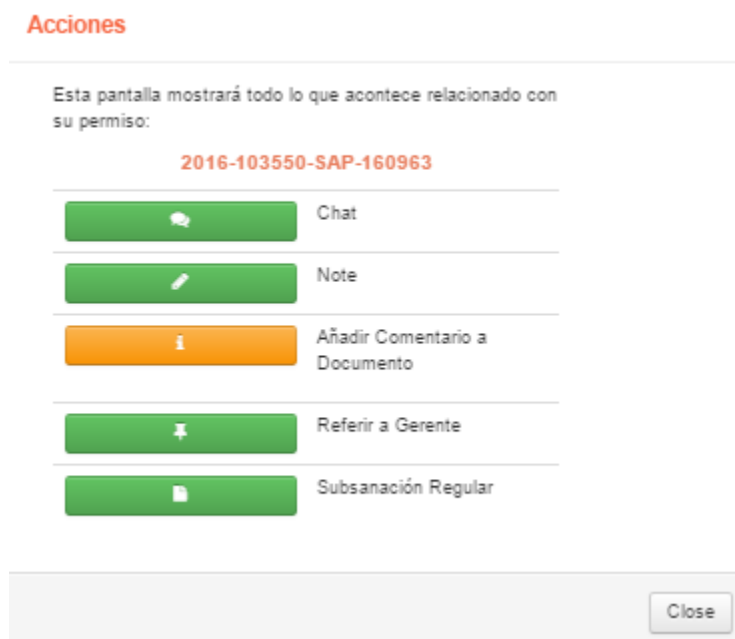 Acciones
Esta pantalla mostrará todo lo que acontece relacionado con
su permiso:
2016-103550-SAP-160963
Chat
Note
Añadir Comentario a
Documento
Referir a Gerente
Subsanación Regular
Close